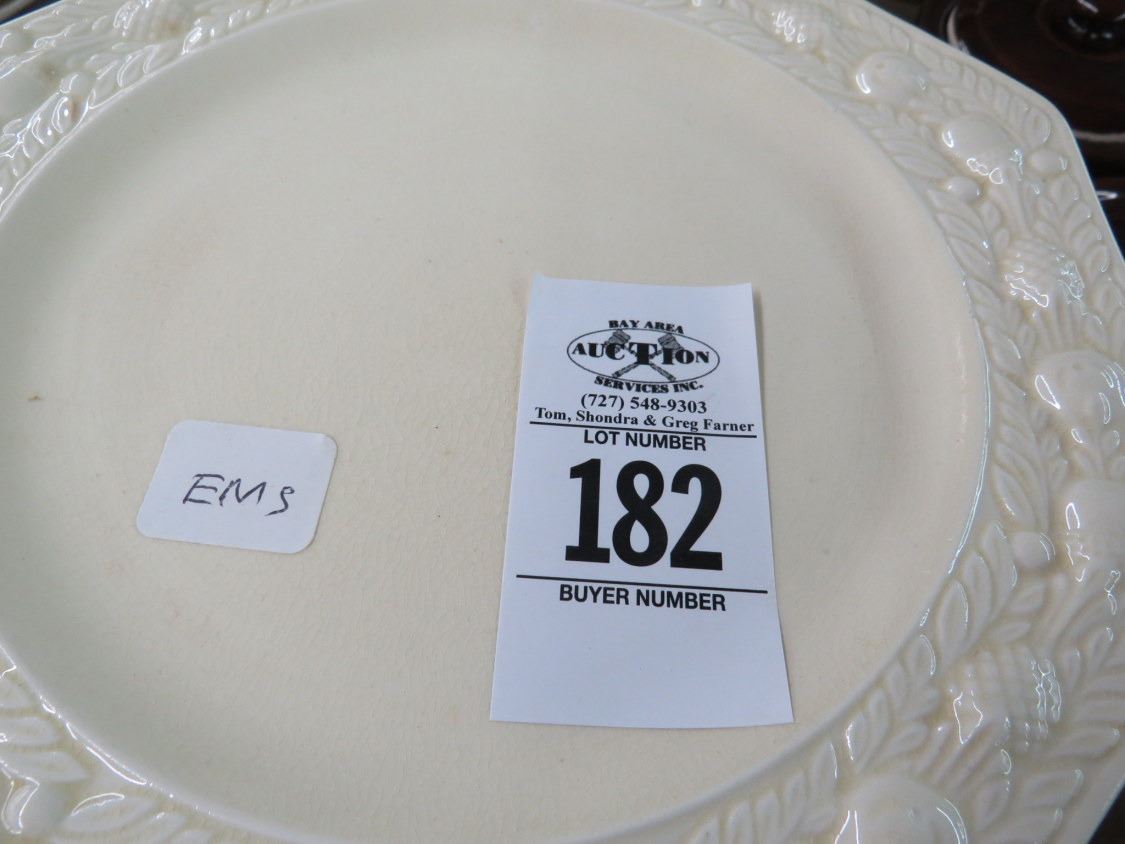 BAY AREA
AUCTION
SERVICES INC.
(727) 548-9303
Tom, Shondra & Greg Farner
LOT NUMBER
182
BUYER NUMBER
EMS